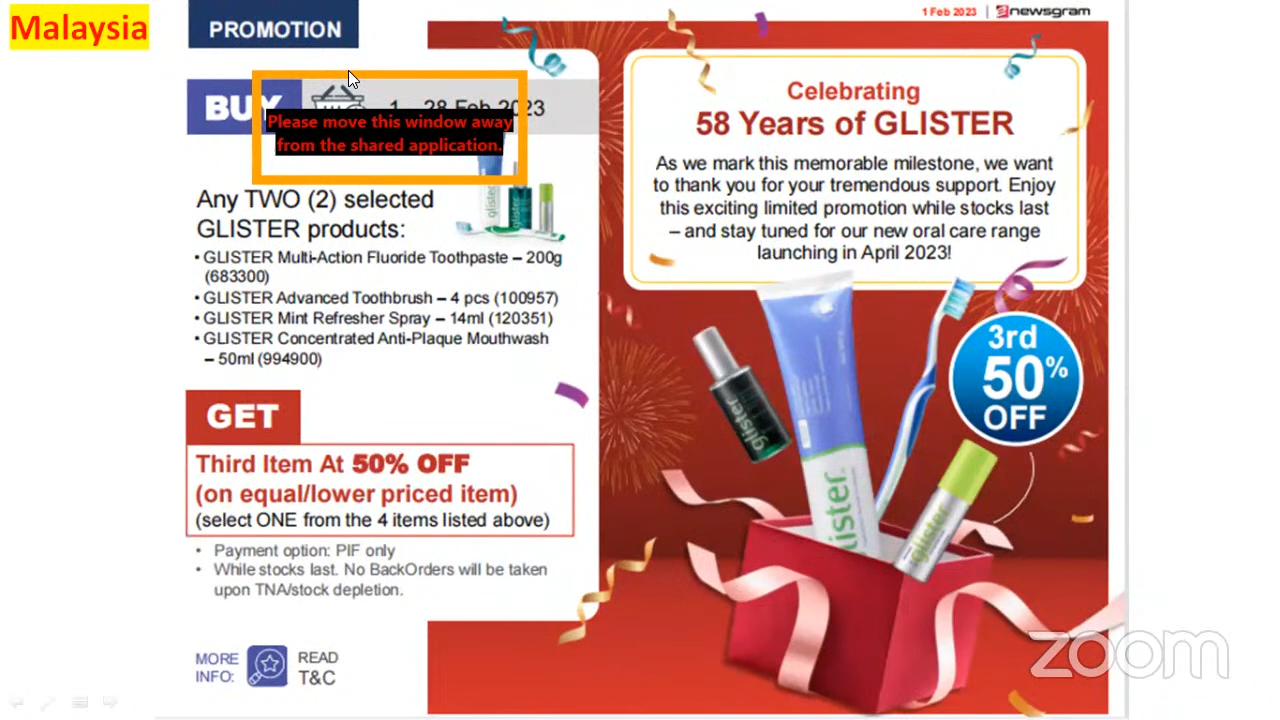 Malaysia
PROMOTION
1 Feb 2023 | newsgram
BUY
1 – 28 Feb 2023
Please move this window away
from the shared application.
Any TWO (2) selected
GLISTER products:
• GLISTER Multi-Action Fluoride Toothpaste – 200g
(683300)
• GLISTER Advanced Toothbrush – 4 pcs (100957)
• GLISTER Mint Refresher Spray – 14ml (120351)
• GLISTER Concentrated Anti-Plaque Mouthwash
– 50ml (994900)
GET
Third Item At 50% OFF
(on equal/lower priced item)
(select ONE from the 4 items listed above)
• Payment option: PIF only
• While stocks last. No BackOrders will be taken
upon TNA/stock depletion.
MORE
INFO:
READ
T&C
Celebrating
58 Years of GLISTER
As we mark this memorable milestone, we want
to thank you for your tremendous support. Enjoy
this exciting limited promotion while stocks last
– and stay tuned for our new oral care range
launching in April 2023!
3rd
50%
OFF
glister
glister
glister
glister.
glister
zoom